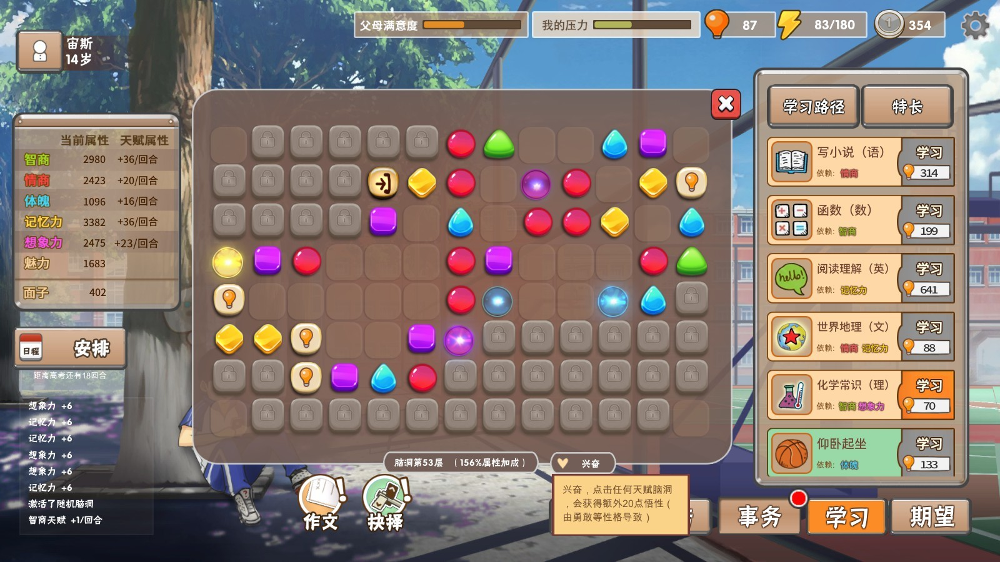 父母满意度
我的压力
87
83/180
354
宙斯
14岁
学习路径
特长
当前属性 天赋属性
智商 2980 +36/回合
情商 2423 +20/回合
体魄 1096 +16/回合
记忆力 3382 +36/回合
想象力 2475 +23/回合
魅力 1683
面子 402
写小说（语） 学习
依赖: 情商 314
函数（数） 学习
依赖: 智商 199
阅读理解（英） 学习
hello!
依赖: 记忆力 641
世界地理（文） 学习
依赖: 情商 记忆力 88
化学常识（理） 学习
依赖: 智商 想象力 70
仰卧起坐 学习
依赖: 体魄 133
日程
安排
距离高考还有18回合
想象力 +6
记忆力 +6
记忆力 +6
想象力 +6
想象力 +6
记忆力 +6
激活了随机脑洞
智商天赋 +1/回合
脑洞第53层 （156%属性加成）
兴奋
兴奋，点击任何天赋脑洞
，会获得额外20点悟性（
由勇敢等性格导致）
作文
抉择
事务
学习
期望